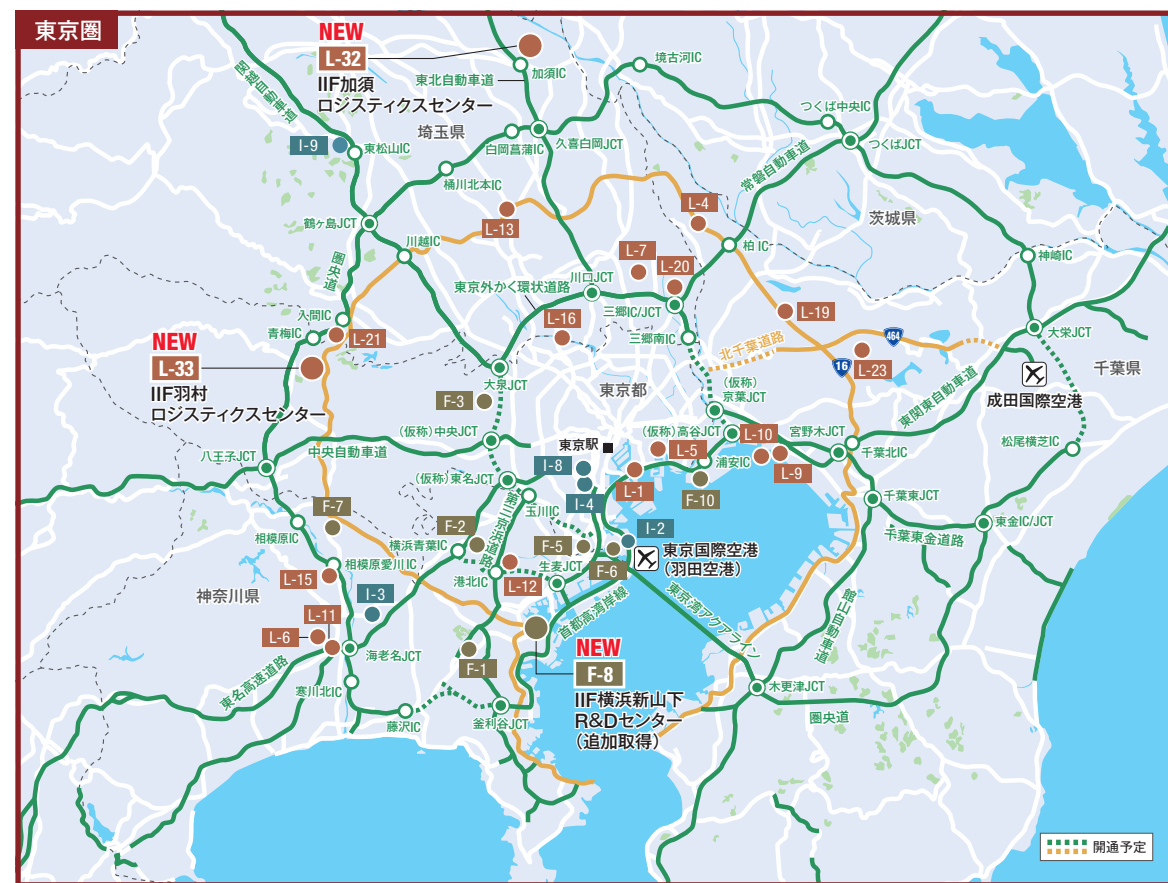 東京圏
NEW
L-32
IIF加須
ロジスティクスセンター
東北自動車道
加須IC
境古河IC
関越自動車道
埼玉県
つくば中央IC
つくばJCT
I-9
東松山IC
白岡菖蒲IC
久喜白岡JCT
常磐自動車道
桶川北本IC
L-13
L-4
茨城県
鶴ヶ島JCT
川越IC
柏IC
神崎IC
圏央道
L-7
L-20
川口JCT
東京外かく環状道路
三郷IC/JCT
L-16
L-19
入間IC
青梅IC
L-21
三郷南IC
464
大栄JCT
北千葉道路
NEW
L-33
IIF羽村
ロジスティクスセンター
16
L-23
千葉県
大泉JCT
東京都
(仮称)
京葉JCT
東関東自動車道
成田国際空港
F-3
(仮称)中央JCT
(仮称)高谷JCT
L-10
宮野木JCT
松尾横芝IC
東京駅
L-5
浦安IC
L-9
千葉北IC
八王子JCT
中央自動車道
(仮称)東名JCT
I-8
I-4
L-1
F-10
千葉東JCT
第三京浜道路
玉川IC
F-7
F-2
I-2
東金IC/JCT
相模原IC
横浜青葉IC
F-5
F-6
東京国際空港
(羽田空港)
千葉東金道路
相模原愛川IC
L-15
港北IC
L-12
生麦JCT
神奈川県
I-3
首都高湾岸線
東京湾アクアライン
館山自動車道
L-11
L-6
海老名JCT
F-1
NEW
F-8
IIF横浜新山下
R&Dセンター
(追加取得)
東名高速道路
寒川北IC
木更津JCT
藤沢IC
釜利谷JCT
圏央道
開通予定